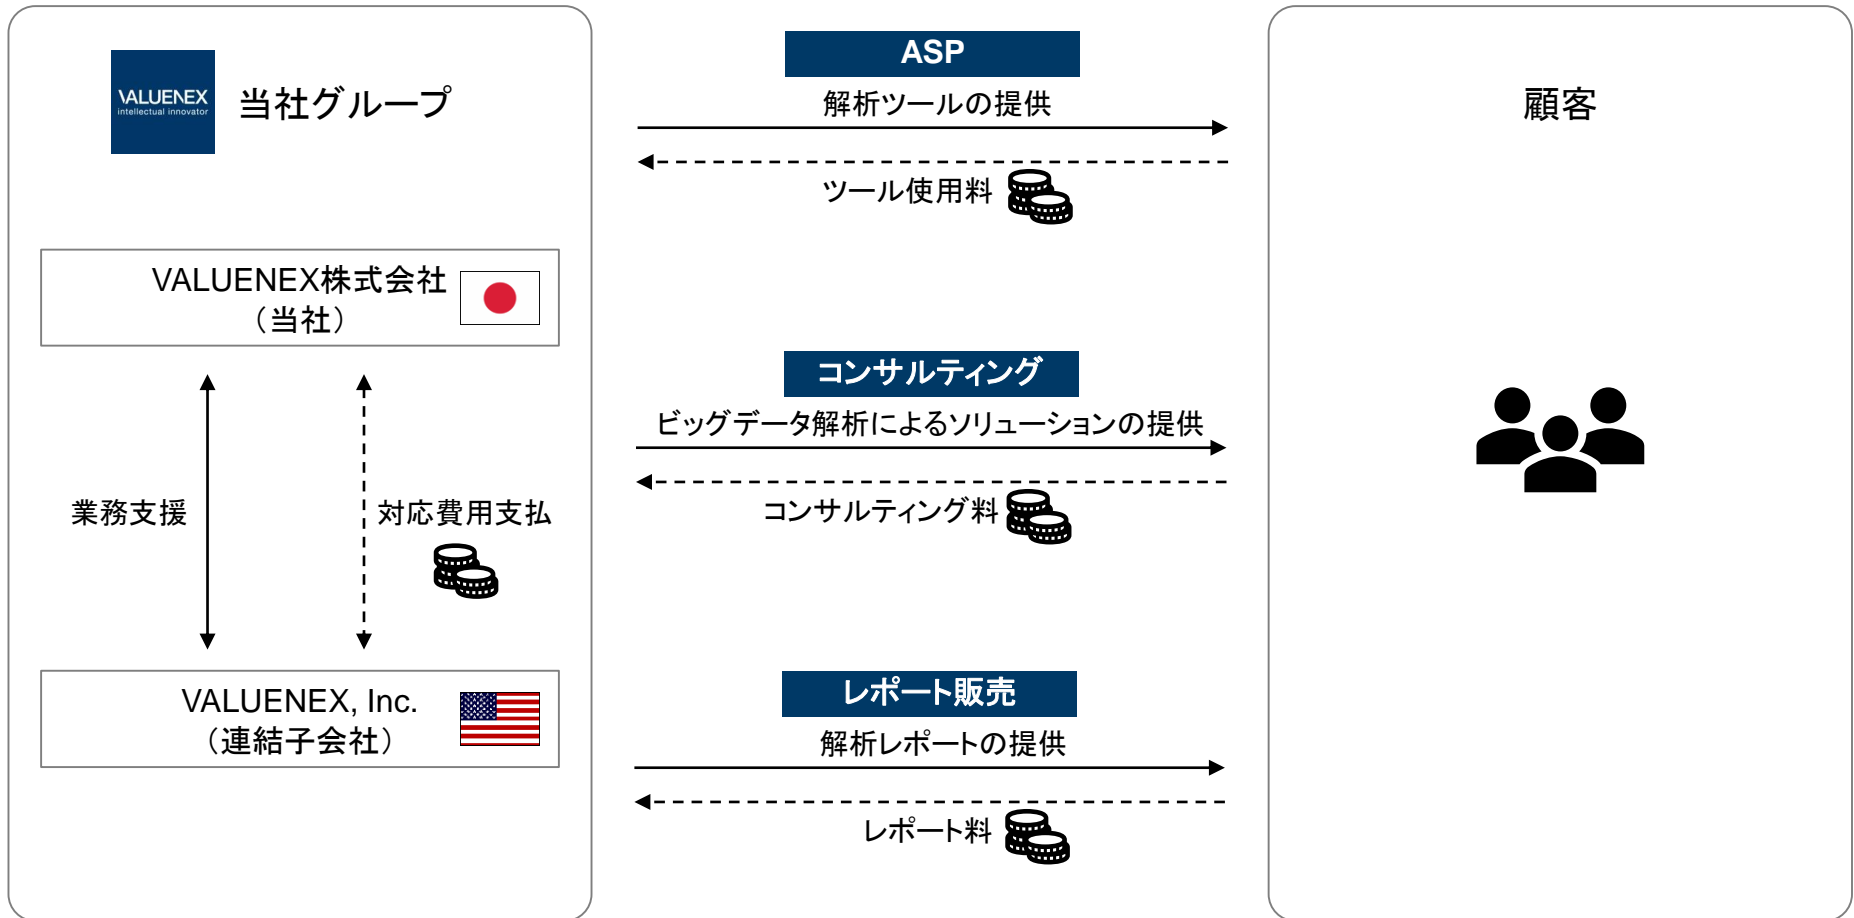 VALUENEX
intellectual innovator
当社グループ
VALUENEX株式会社
（当社）
業務支援
対応費用支払
VALUENEX, Inc.
（連結子会社）
ASP
解析ツールの提供
ツール使用料
コンサルティング
ビッグデータ解析によるソリューションの提供
コンサルティング料
レポート販売
解析レポートの提供
レポート料
顧客